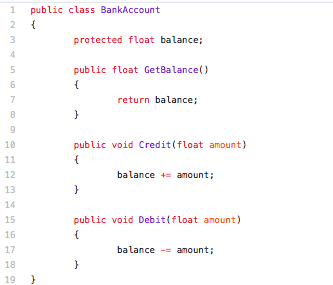 1 public class BankAccount
2 {
3 protected float balance;
4
5 public float GetBalance()
6 {
7 return balance;
8 }
9
10 public void Credit(float amount)
11 {
12 balance += amount;
13 }
14
15 public void Debit(float amount)
16 {
17 balance -= amount;
18 }
19 }